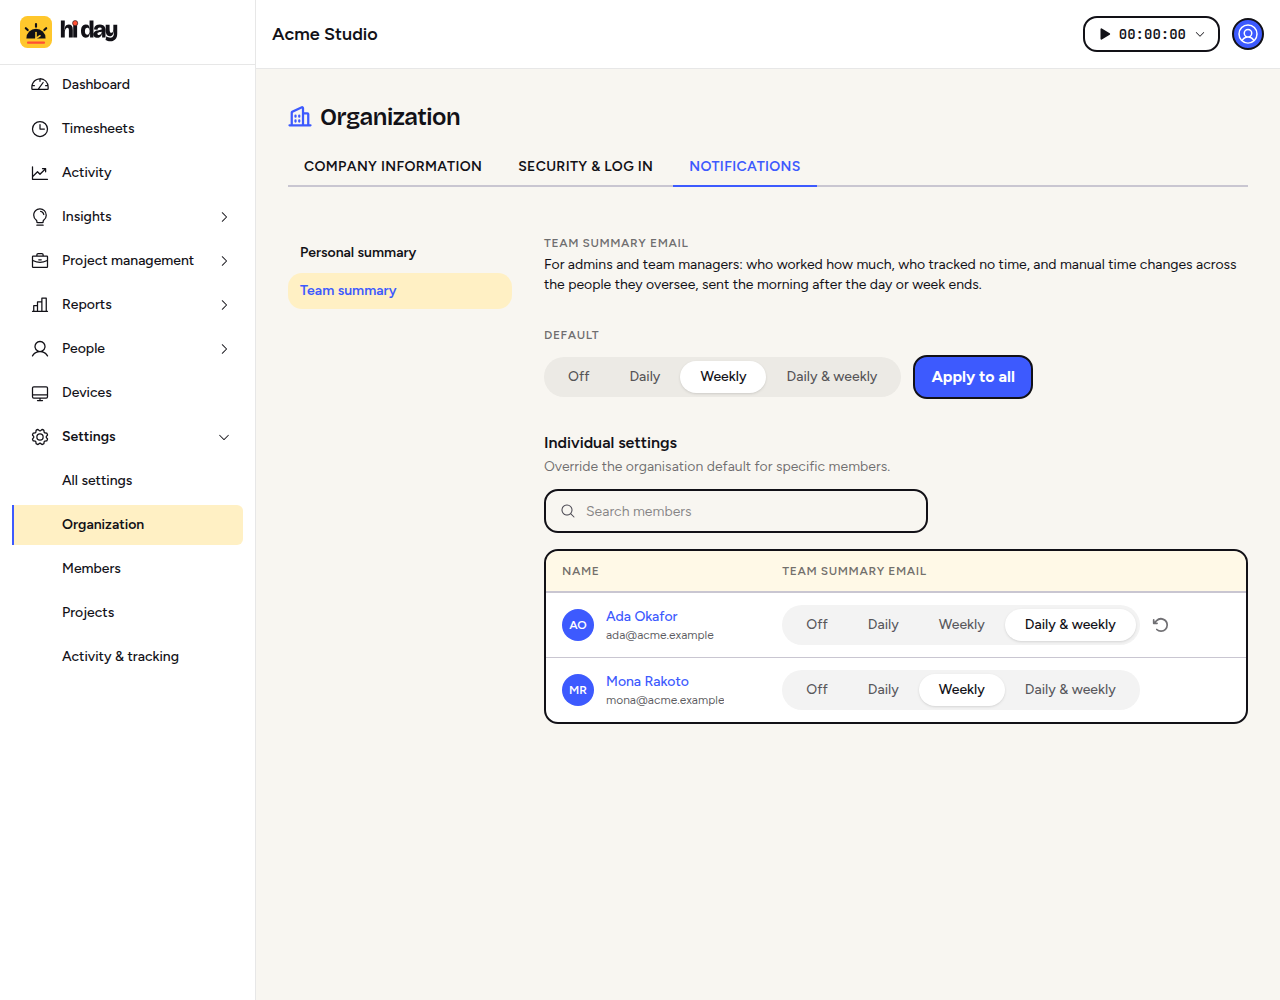 hi day
Acme Studio
00:00:00
Dashboard
Timesheets
Activity
Insights
Project management
Reports
People
Devices
Settings
All settings
Organization
Members
Projects
Activity & tracking
Organization
COMPANY INFORMATION
SECURITY & LOG IN
NOTIFICATIONS
Personal summary
Team summary
TEAM SUMMARY EMAIL
For admins and team managers: who worked how much, who tracked no time, and manual time changes across
the people they oversee, sent the morning after the day or week ends.
DEFAULT
Off Daily Weekly Daily & weekly Apply to all
Individual settings
Override the organisation default for specific members.
Search members
NAME TEAM SUMMARY EMAIL
AO Ada Okafor
ada@acme.example
Off Daily Weekly Daily & weekly
MR Mona Rakoto
mona@acme.example
Off Daily Weekly Daily & weekly